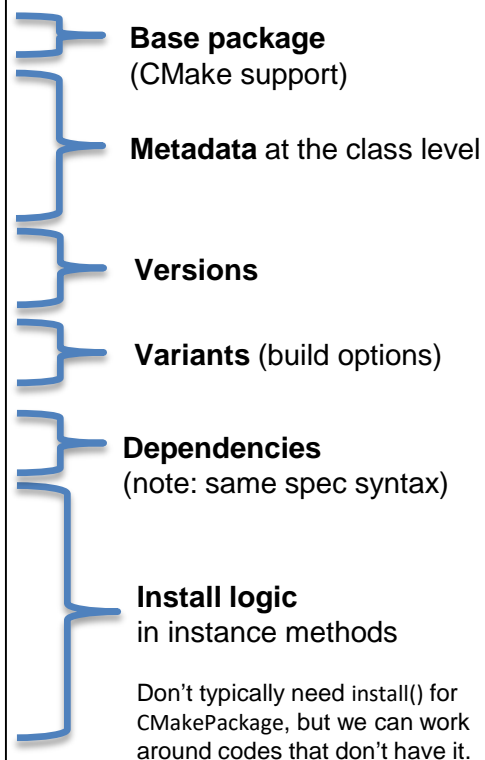 Base package
(CMake support)
Metadata at the class level
Versions
Variants (build options)
Dependencies
(note: same spec syntax)
Install logic
in instance methods
Don’t typically need install() for
CMakePackage, but we can work
around codes that don’t have it.